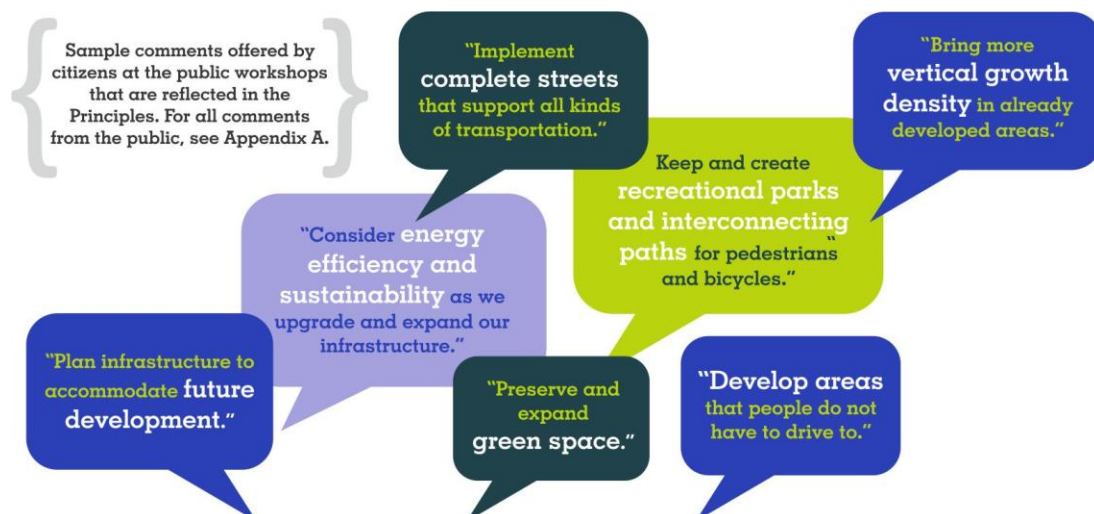 Sample comments offered by
citizens at the public workshops
that are reflected in the
Principles. For all comments
from the public, see Appendix A.
“Implement
complete streets
that support all kinds
of transportation.”
“Bring more
vertical growth
density in already
developed areas.”
Keep and create
recreational parks
and interconnecting
paths for pedestrians“
and bicycles.”
“Consider energy
efficiency and
sustainability as we
upgrade and expand our
infrastructure.”
“Plan infrastructure to
accommodate future
development.”
“Preserve and
expand
green space.”
“Develop areas
that people do not
have to drive to.”